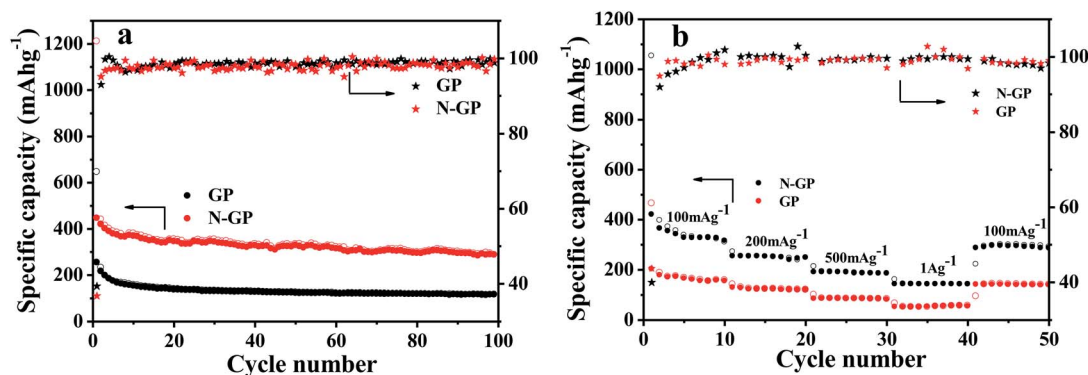 a
1200
1000
800
600
400
200
0
Specific capacity (mAhg-1)
100
80
60
40
GP
N-GP
GP
N-GP
0 20 40 60 80 100
Cycle number
b
1200
1000
800
600
400
200
0
Specific capacity (mAhg-1)
100
80
60
40
N-GP
GP
N-GP
GP
100mAg-1
200mAg-1
500mAg-1
1Ag-1
100mAg-1
0 10 20 30 40 50
Cycle number